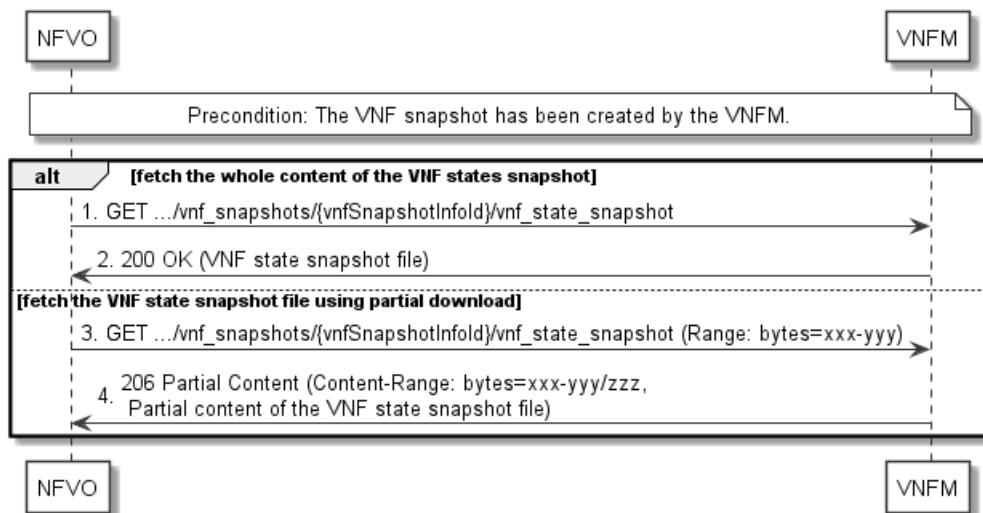 NFVO
VNFM
Precondition: The VNF snapshot has been created by the VNFM.
alt
[fetch the whole content of the VNF states snapshot]
1. GET .../vnf_snapshots/{vnfSnapshotInfoId}/vnf_state_snapshot
2. 200 OK (VNF state snapshot file)
[fetch the VNF state snapshot file using partial download]
3. GET .../vnf_snapshots/{vnfSnapshotInfoId}/vnf_state_snapshot (Range: bytes=xxx-yyy)
4. 206 Partial Content (Content-Range: bytes=xxx-yyy/zzz,
Partial content of the VNF state snapshot file)
NFVO
VNFM